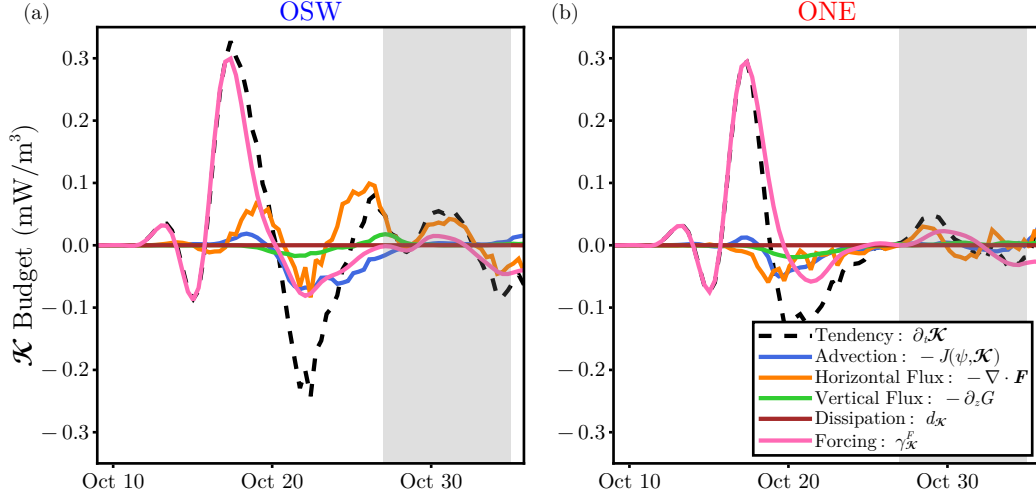 (a) OSW (b) ONE
0.3 0.3
0.2 0.2
0.1 0.1
0.0 0.0
−0.1 −0.1
−0.2 −0.2
−0.3 −0.3
𝒦 Budget (mW/m³)
Oct 10 Oct 20 Oct 30 Oct 10 Oct 20 Oct 30
Tendency: ∂ₜ𝒦
Advection: −J(ψ,𝒦)
Horizontal Flux: −∇ · F
Vertical Flux: −∂_zG
Dissipation: d_𝒦
Forcing: γ_𝒦^F